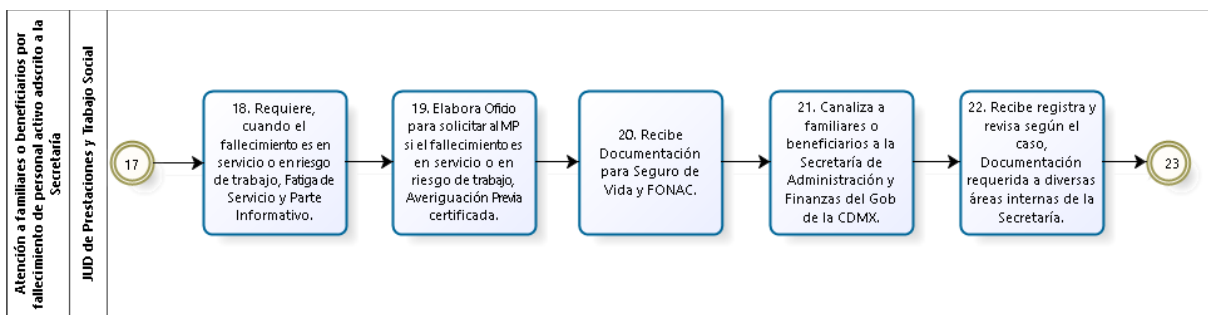 Atención a familiares o beneficiarios por
fallecimiento de personal activo adscrito a la
Secretaría
JUD de Prestaciones y Trabajo Social
17
18. Requiere,
cuando el
fallecimiento es en
servicio o en riesgo
de trabajo, Fatiga de
Servicio y Parte
Informativo.
19. Elabora Oficio
para solicitar al MP
si el fallecimiento es
en servicio o en
riesgo de trabajo,
Averiguación Previa
certificada.
20. Recibe
Documentación
para Seguro de
Vida y FONAC.
21. Canaliza a
familiares o
beneficiarios a la
Secretaría de
Administración y
Finanzas del Gob
de la CDMX.
22. Recibe registra y
revisa según el
caso,
Documentación
requerida a diversas
áreas internas de la
Secretaría.
23